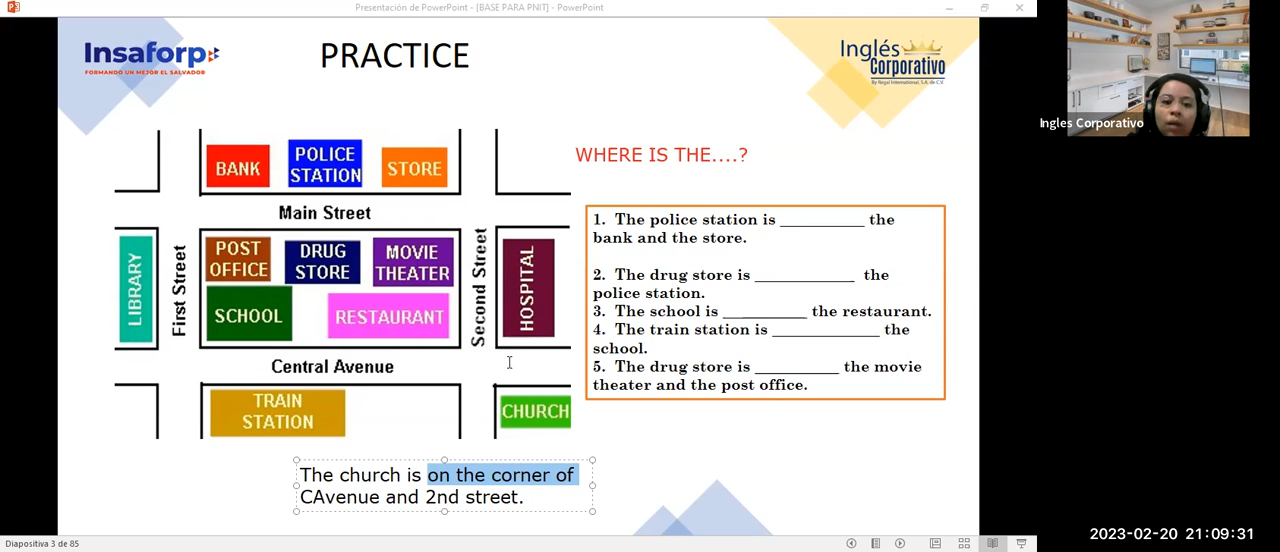 Presentación de PowerPoint - [BASE PARA PNIT] - PowerPoint
Insaforp
FORMANDO UN MEJOR EL SALVADOR
PRACTICE
Inglés
Corporativo
By Regal International, S.A. de C.V.
Ingles Corporativo
BANK
POLICE
STATION
STORE
WHERE IS THE....?
Main Street
LIBRARY
First Street
POST
OFFICE
DRUG
STORE
MOVIE
THEATER
SCHOOL
RESTAURANT
Second Street
HOSPITAL
Central Avenue
TRAIN
STATION
CHURCH
1. The police station is __________ the
bank and the store.
2. The drug store is ____________ the
police station.
3. The school is __________ the restaurant.
4. The train station is _____________ the
school.
5. The drug store is __________ the movie
theater and the post office.
The church is on the corner of
CAvenue and 2nd street.
Diapositiva 3 de 85
2023-02-20 21:09:31